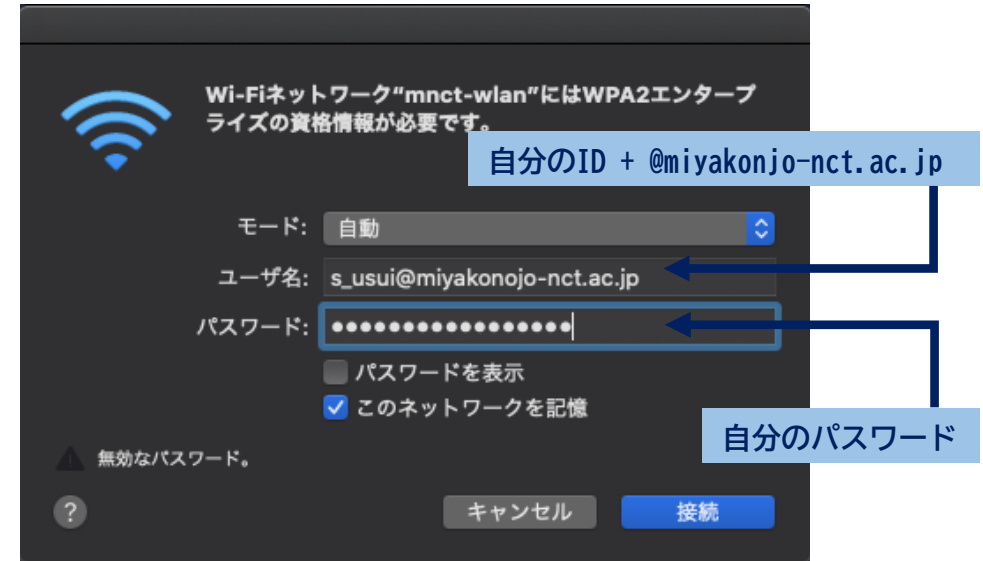 Wi-Fiネットワーク“mnct-wlan”にはWPA2エンタープ
ライズの資格情報が必要です。
自分のID + @miyakonjo-nct.ac.jp
モード: 自動
ユーザ名: s_usui@miyakonojo-nct.ac.jp
パスワード: •••••••••••••••••
パスワードを表示
このネットワークを記憶
自分のパスワード
無効なパスワード。
? キャンセル 接続